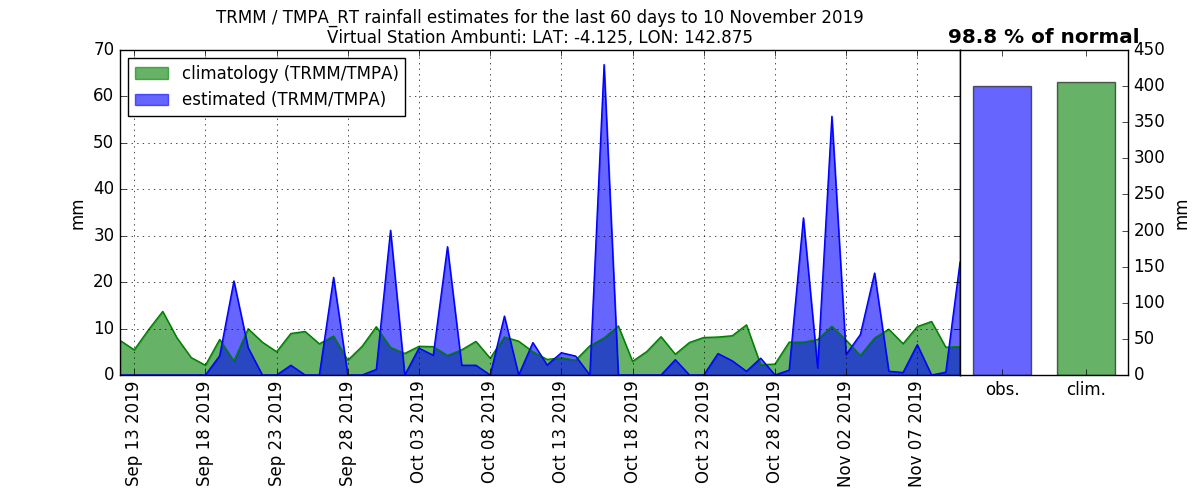 TRMM / TMPA_RT rainfall estimates for the last 60 days to 10 November 2019
Virtual Station Ambunti: LAT: -4.125, LON: 142.875
98.8 % of normal
climatology (TRMM/TMPA)
estimated (TRMM/TMPA)
mm
70
60
50
40
30
20
10
0
Sep 13 2019
Sep 18 2019
Sep 23 2019
Sep 28 2019
Oct 03 2019
Oct 08 2019
Oct 13 2019
Oct 18 2019
Oct 23 2019
Oct 28 2019
Nov 02 2019
Nov 07 2019
obs.
clim.
450
400
350
300
250
200
150
100
50
0
mm